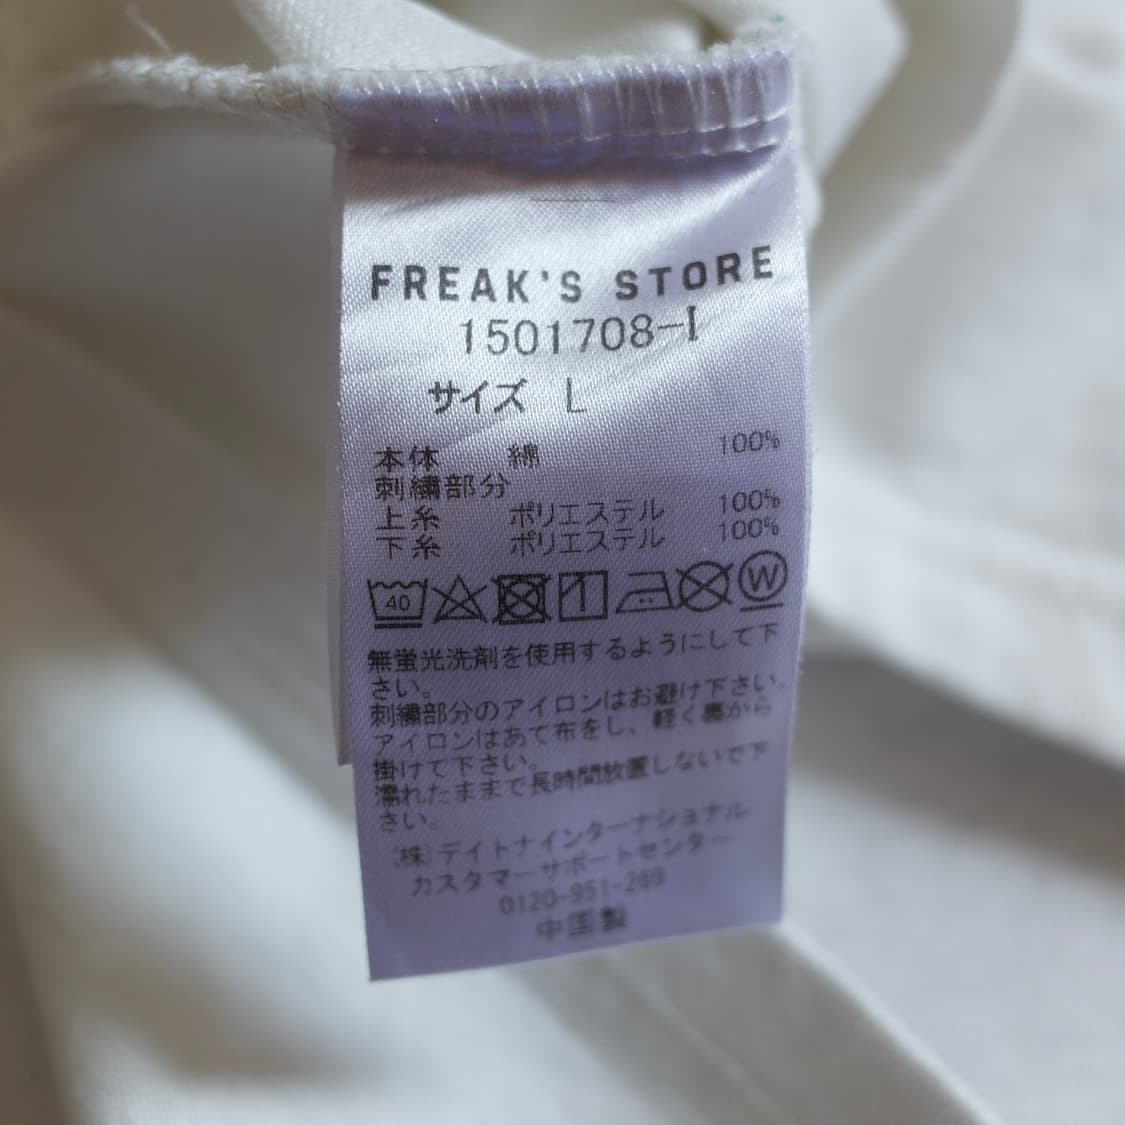 FREAK'S STORE
1501708-I
サイズ L
本体 綿 100%
刺繍部分
上糸 ポリエステル 100%
下糸 ポリエステル 100%
40 W
無蛍光洗剤を使用するようにして下
さい。
刺繍部分のアイロンはお避け下さい。
アイロンはあて布をし、軽く裏から
掛けて下さい。
濡れたままで長時間放置しないで下
さい。
(株)デイトナインターナショナル
カスタマーサポートセンター
0120-951-269
中国製